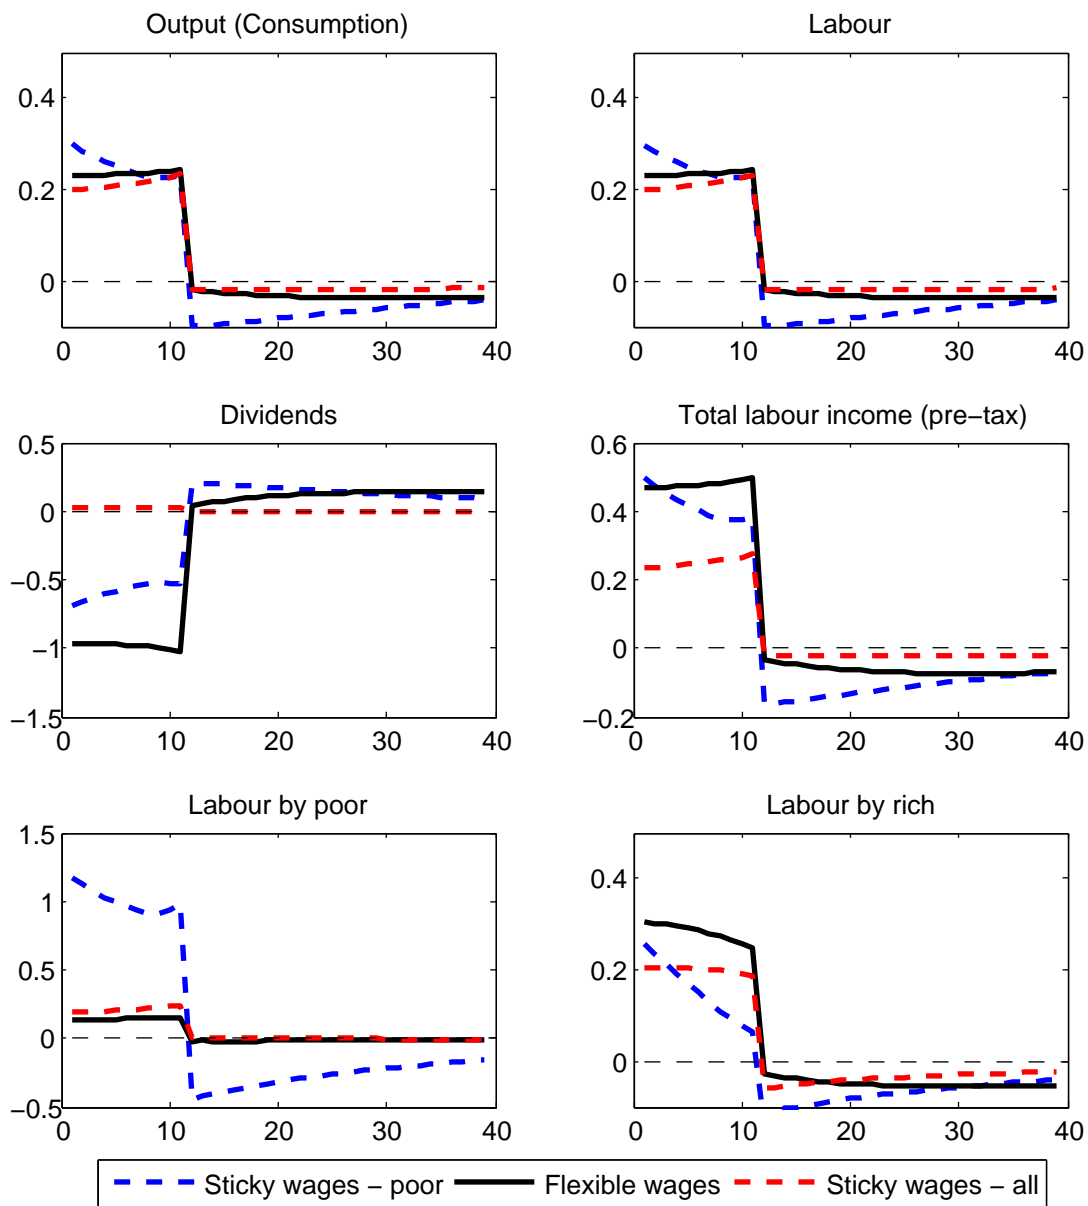 Output (Consumption)
0.4
0.2
0
0 10 20 30 40
Labour
0.4
0.2
0
0 10 20 30 40
Dividends
0.5
0
−0.5
−1
−1.5
0 10 20 30 40
Total labour income (pre−tax)
0.6
0.4
0.2
0
−0.2
0 10 20 30 40
Labour by poor
1.5
1
0.5
0
−0.5
0 10 20 30 40
Labour by rich
0.4
0.2
0
0 10 20 30 40
Sticky wages − poor Flexible wages Sticky wages − all